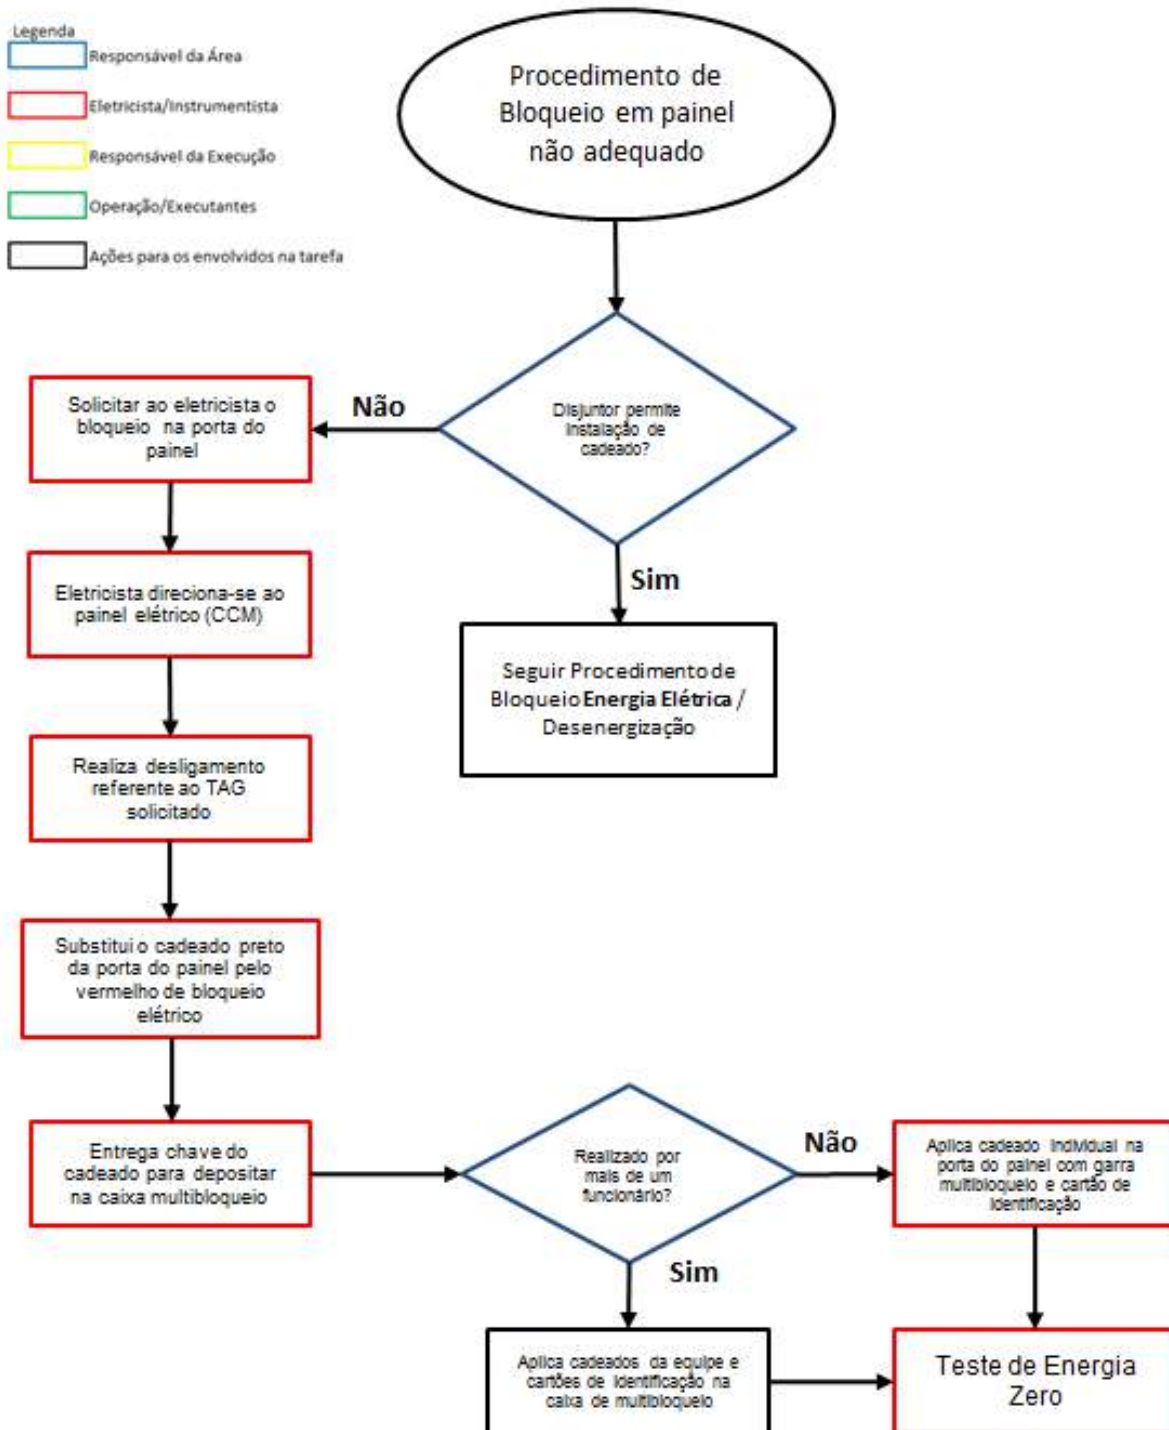 Legenda
Responsável da Área
Eletricista/Instrumentista
Responsável da Execução
Operação/Executantes
Ações para os envolvidos na tarefa
Procedimento de
Bloqueio em painel
não adequado
Disjuntor permite
Instalação de
cadeado?
Não
Solicitar ao eletricista o
bloqueio na porta do
painel
Sim
Eletricista direciona-se ao
painel elétrico (CCM)
Seguir Procedimento de
Bloqueio Energia Elétrica /
Desenergização
Realiza desligamento
referente ao TAG
solicitado
Substitui o cadeado preto
da porta do painel pelo
vermelho de bloqueio
elétrico
Entrega chave do
cadeado para depositar
na caixa multibloqueio
Realizado por
mais de um
funcionário?
Não
Aplica cadeado Individual na
porta do painel com garra
multibloqueio e cartão de
Identificação
Sim
Aplica cadeados da equipe e
cartões de Identificação na
caixa de multibloqueio
Teste de Energia
Zero